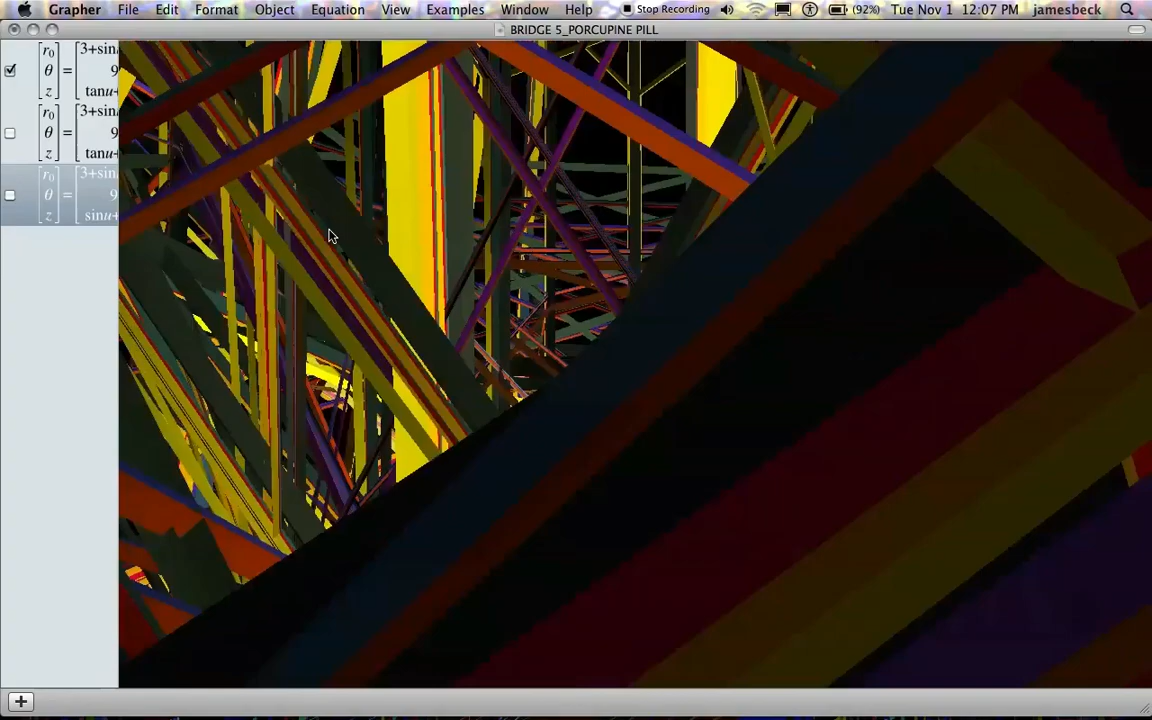 Grapher File Edit Format Object Equation View Examples Window Help Stop Recording (92%) Tue Nov 1 12:07 PM jamesbeck
BRIDGE 5_PORCUPINE PILL
r0 3+sin
θ = 9
z tanu+
r0 3+sin
θ = 9
z tanu+
r0 3+sin
θ = 9
z sinu+